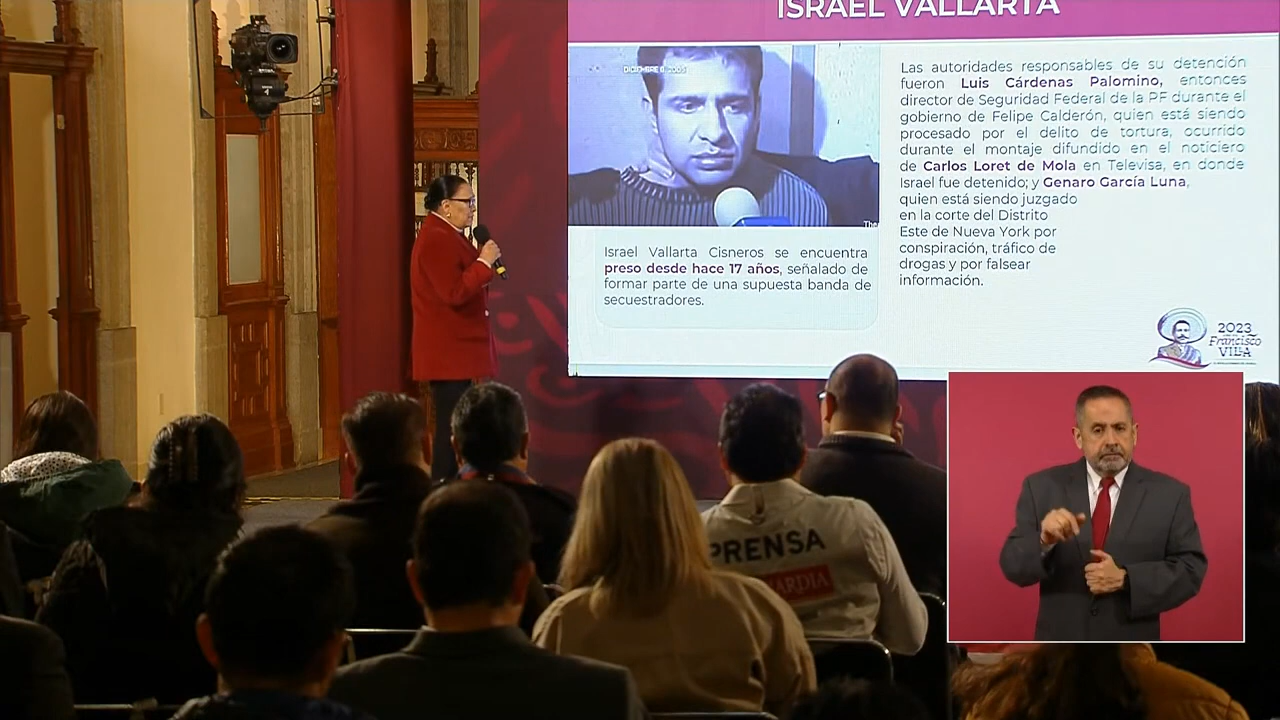 ISRAEL VALLARTA
DICIEMBRE 9, 2005
Israel Vallarta Cisneros se encuentra
preso desde hace 17 años, señalado de
formar parte de una supuesta banda de
secuestradores.
Las autoridades responsables de su detención
fueron Luis Cárdenas Palomino, entonces
director de Seguridad Federal de la PF durante el
gobierno de Felipe Calderón, quien está siendo
procesado por el delito de tortura, ocurrido
durante el montaje difundido en el noticiero
de Carlos Loret de Mola en Televisa, en donde
Israel fue detenido; y Genaro García Luna,
quien está siendo juzgado
en la corte del Distrito
Este de Nueva York por
conspiración, tráfico de
drogas y por falsear
información.
2023
Francisco
VILLA
PRENSA